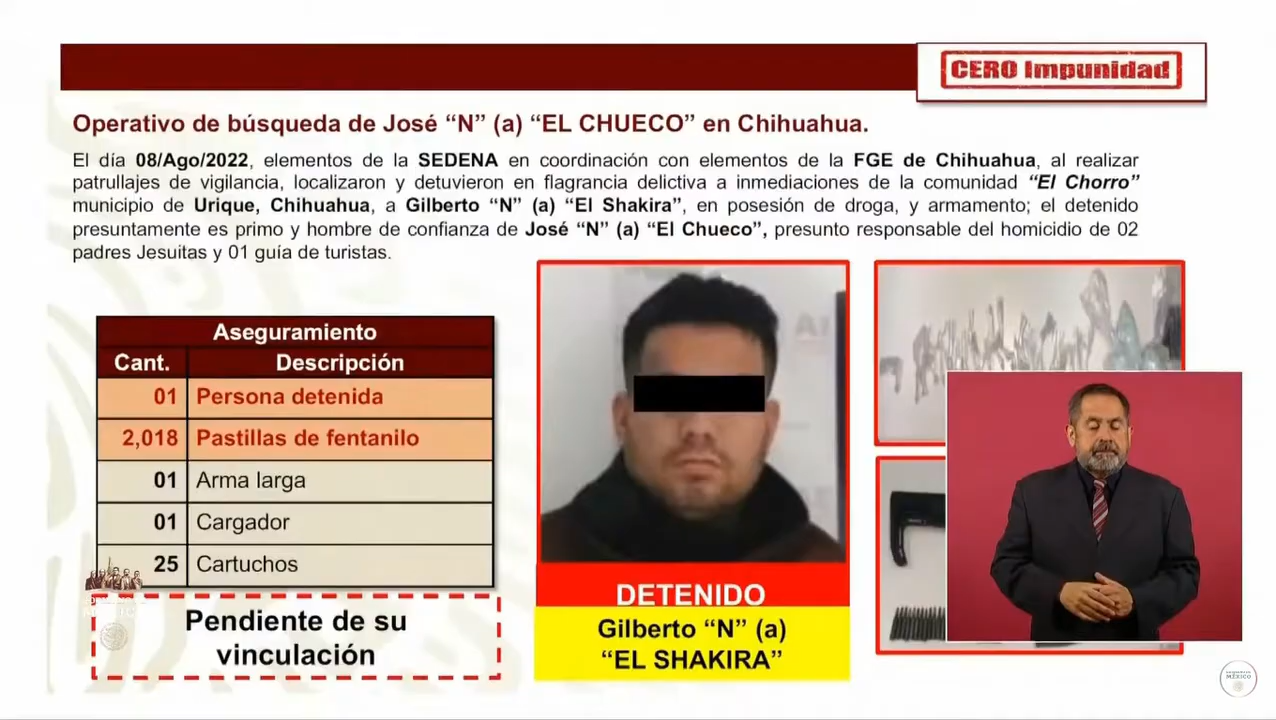 CERO Impunidad
Operativo de búsqueda de José “N” (a) “EL CHUECO” en Chihuahua.
El día 08/Ago/2022, elementos de la SEDENA en coordinación con elementos de la FGE de Chihuahua, al realizar
patrullajes de vigilancia, localizaron y detuvieron en flagrancia delictiva a inmediaciones de la comunidad “El Chorro”
municipio de Urique, Chihuahua, a Gilberto “N” (a) “El Shakira”, en posesión de droga, y armamento; el detenido
presuntamente es primo y hombre de confianza de José “N” (a) “El Chueco”, presunto responsable del homicidio de 02
padres Jesuitas y 01 guía de turistas.
Aseguramiento
Cant. Descripción
01 Persona detenida
2,018 Pastillas de fentanilo
01 Arma larga
01 Cargador
25 Cartuchos
Pendiente de su
vinculación
DETENIDO
Gilberto “N” (a)
“EL SHAKIRA”
MÉXICO